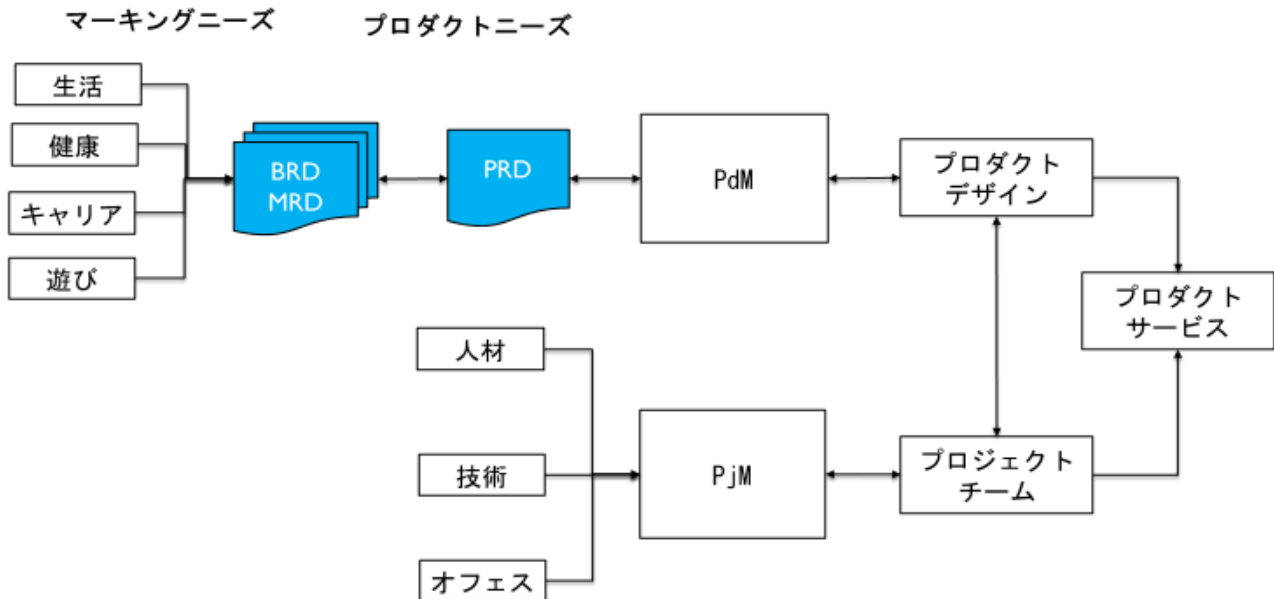 マーキングニーズ
プロダクトニーズ
生活
健康
キャリア
遊び
BRD
MRD
PRD
PdM
プロダクト
デザイン
プロダクト
サービス
人材
技術
オフェス
PjM
プロジェクト
チーム